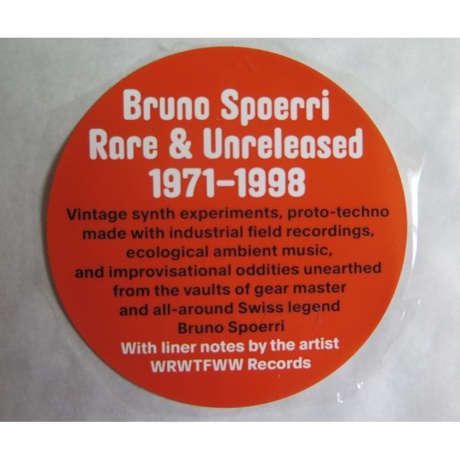 Bruno Spoerri
Rare & Unreleased
1971–1998
Vintage synth experiments, proto-techno
made with industrial field recordings,
ecological ambient music,
and improvisational oddities unearthed
from the vaults of gear master
and all-around Swiss legend
Bruno Spoerri
With liner notes by the artist
WRWTFWW Records